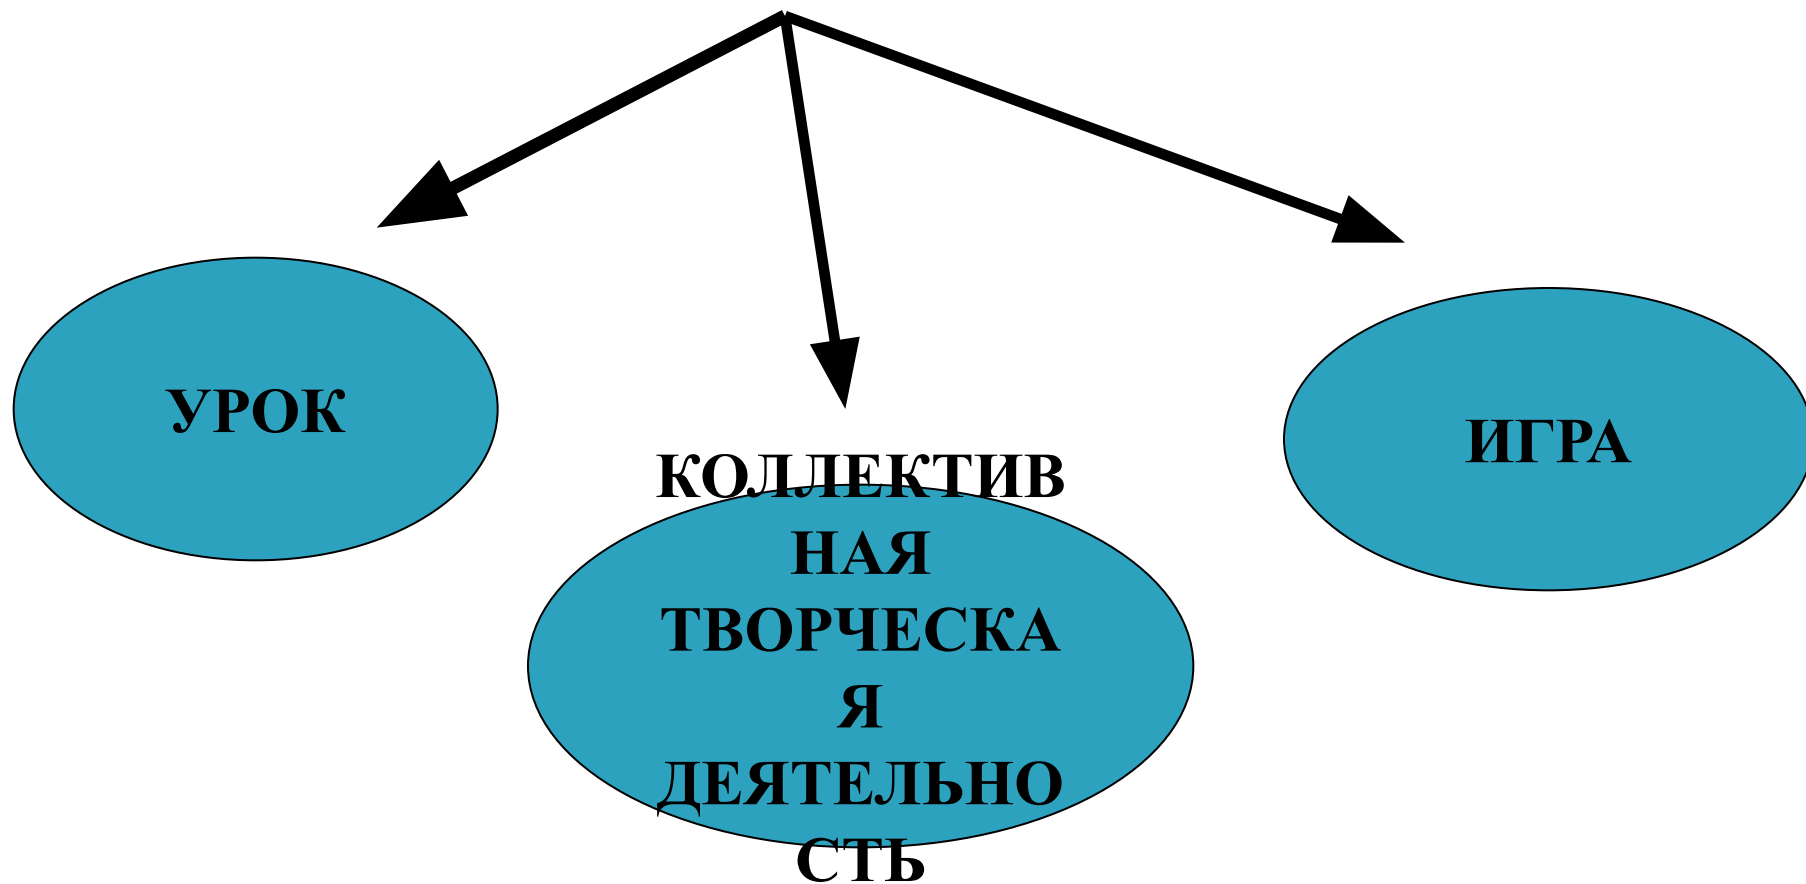 УРОК
ИГРА
КОЛЛЕКТИВ
НАЯ
ТВОРЧЕСКА
Я
ДЕЯТЕЛЬНО
СТЬ